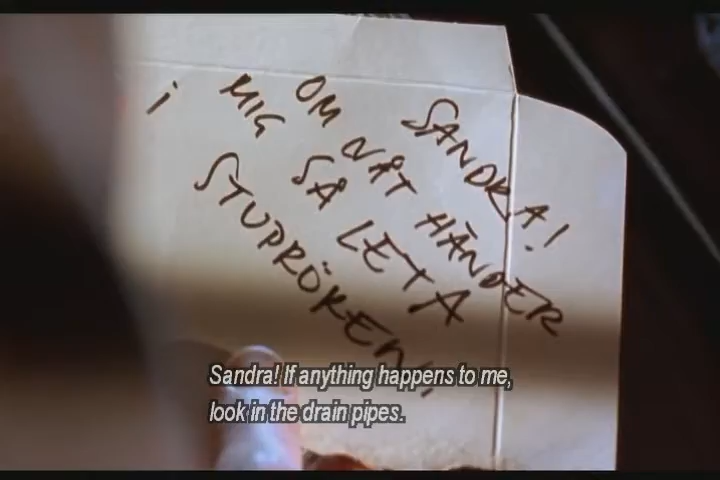 SANDRA!
OM NÅT HÄNDER
MIG SÅ LETA
i STUPRÖREN!
Sandra! If anything happens to me,
look in the drain pipes.